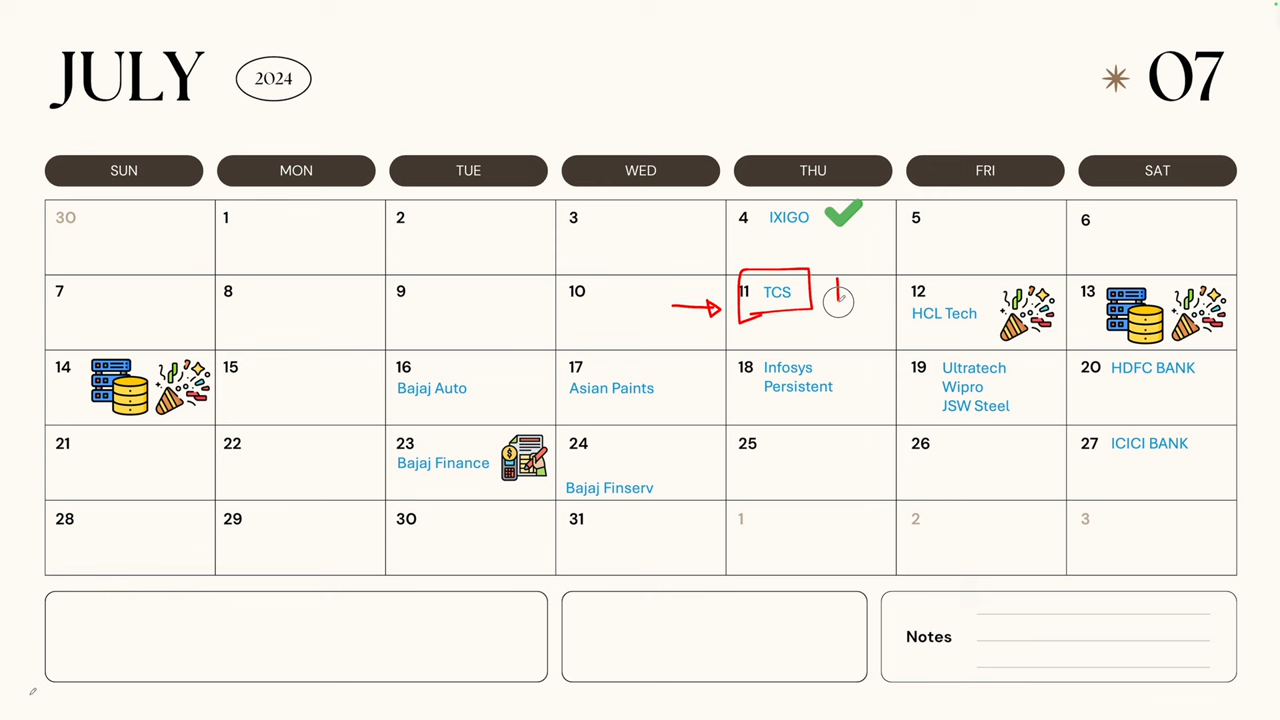 JULY 2024 07
SUN MON TUE WED THU FRI SAT
30 1 2 3 4 IXIGO 5 6
7 8 9 10 11 TCS 12 13
HCL Tech
14 15 16 17 18 Infosys 19 Ultratech 20 HDFC BANK
Bajaj Auto Asian Paints Persistent Wipro
JSW Steel
21 22 23 24 25 26 27 ICICI BANK
Bajaj Finance
Bajaj Finserv
28 29 30 31 1 2 3
Notes